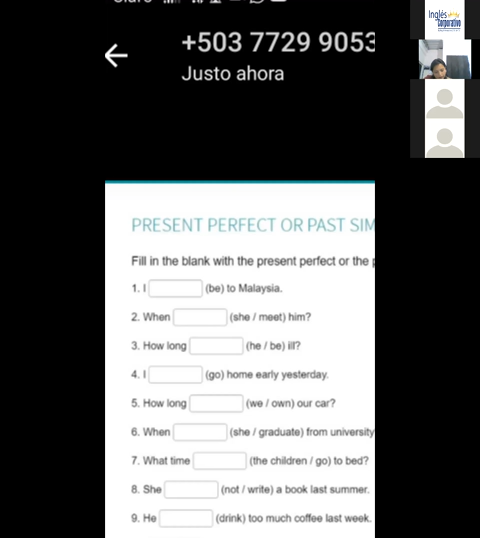 +503 7729 9053
Justo ahora
Inglés
Corporativo
PRESENT PERFECT OR PAST SIM
Fill in the blank with the present perfect or the p
1. I (be) to Malaysia.
2. When (she / meet) him?
3. How long (he / be) ill?
4. I (go) home early yesterday.
5. How long (we / own) our car?
6. When (she / graduate) from university
7. What time (the children / go) to bed?
8. She (not / write) a book last summer.
9. He (drink) too much coffee last week.